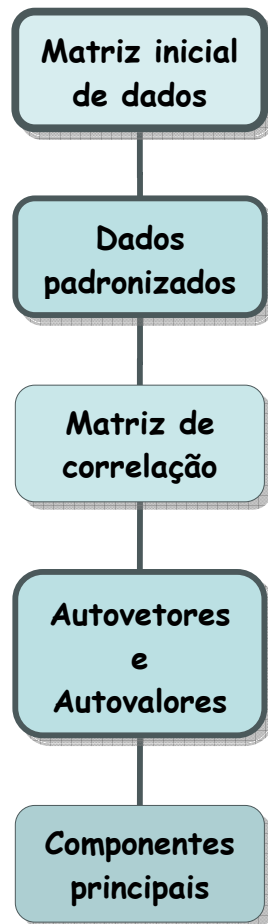 Matriz inicial
de dados
Dados
padronizados
Matriz de
correlação
Autovetores
e
Autovalores
Componentes
principais